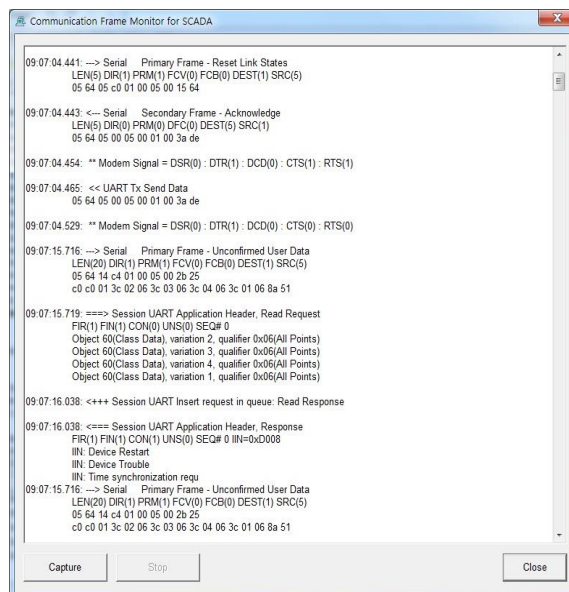 Communication Frame Monitor for SCADA
09:07:04.441: ---> Serial Primary Frame - Reset Link States
LEN(5) DIR(1) PRM(1) FCV(0) FCB(0) DEST(1) SRC(5)
05 64 05 c0 01 00 05 00 15 64
09:07:04.443: <--- Serial Secondary Frame - Acknowledge
LEN(5) DIR(0) PRM(0) DFC(0) DEST(5) SRC(1)
05 64 05 00 05 00 01 00 3a de
09:07:04.454: ** Modem Signal = DSR(0) : DTR(1) : DCD(0) : CTS(1) : RTS(1)
09:07:04.465: << UART Tx Send Data
05 64 05 00 05 00 01 00 3a de
09:07:04.529: ** Modem Signal = DSR(0) : DTR(1) : DCD(0) : CTS(0) : RTS(0)
09:07:15.716: ---> Serial Primary Frame - Unconfirmed User Data
LEN(20) DIR(1) PRM(1) FCV(0) FCB(0) DEST(1) SRC(5)
05 64 14 c4 01 00 05 00 2b 25
c0 c0 01 3c 02 06 3c 03 06 3c 04 06 3c 01 06 8a 51
09:07:15.719: ===> Session UART Application Header, Read Request
FIR(1) FIN(1) CON(0) UNS(0) SEQ# 0
Object 60(Class Data), variation 2, qualifier 0x06(All Points)
Object 60(Class Data), variation 3, qualifier 0x06(All Points)
Object 60(Class Data), variation 4, qualifier 0x06(All Points)
Object 60(Class Data), variation 1, qualifier 0x06(All Points)
09:07:16.038: <+++ Session UART Insert request in queue: Read Response
09:07:16.038: <=== Session UART Application Header, Response
FIR(1) FIN(1) CON(1) UNS(0) SEQ# 0 IIN=0xD008
IIN: Device Restart
IIN: Device Trouble
IIN: Time synchronization requ
09:07:15.716: ---> Serial Primary Frame - Unconfirmed User Data
LEN(20) DIR(1) PRM(1) FCV(0) FCB(0) DEST(1) SRC(5)
05 64 14 c4 01 00 05 00 2b 25
c0 c0 01 3c 02 06 3c 03 06 3c 04 06 3c 01 06 8a 51
Capture Stop Close